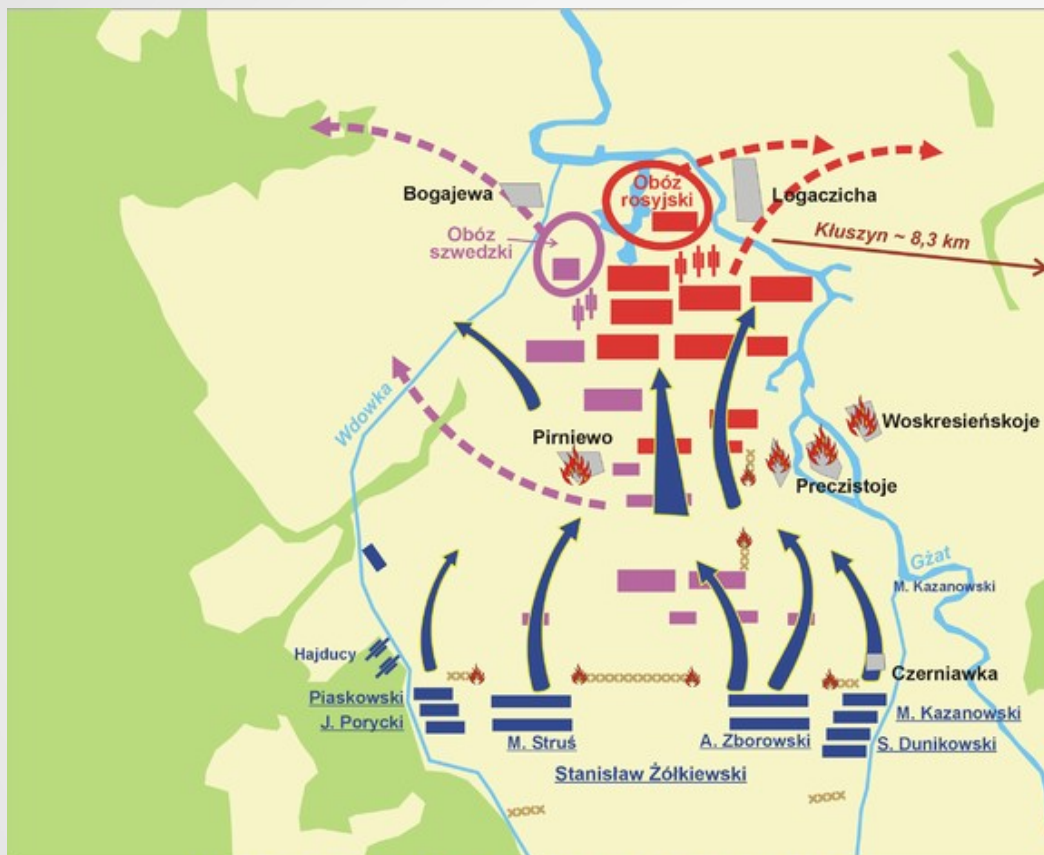 Bogajewa
Obóz
rosyjski
Logaczicha
Obóz
szwedzki
Kłuszyn ~ 8,3 km
Wdowka
Pirniewo
Woskresieńskoje
Preczistoje
Gżat
M. Kazanowski
Hajducy
Czerniawka
Piaskowski
J. Porycki
M. Struś
A. Zborowski
M. Kazanowski
S. Dunikowski
Stanisław Żółkiewski